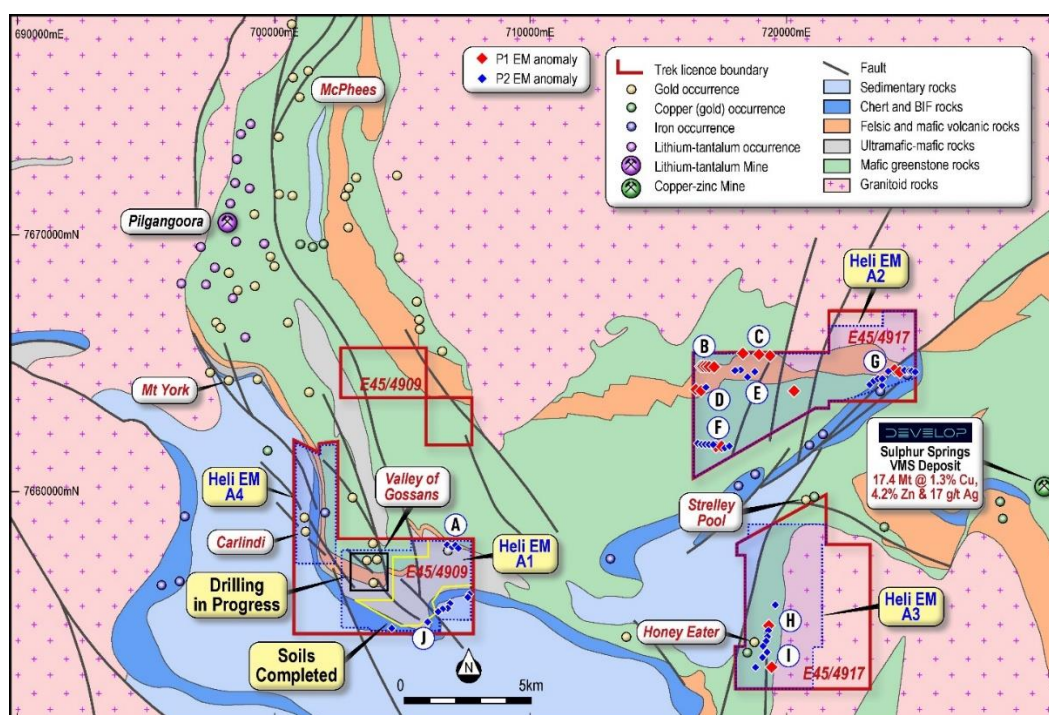 690000mE
700000mE
710000mE
720000mE
P1 EM anomaly
P2 EM anomaly
Trek licence boundary
Gold occurrence
Copper (gold) occurrence
Iron occurrence
Lithium-tantalum occurrence
Lithium-tantalum Mine
Copper-zinc Mine
Fault
Sedimentary rocks
Chert and BIF rocks
Felsic and mafic volcanic rocks
Ultramafic-mafic rocks
Mafic greenstone rocks
Granitoid rocks
McPhees
Pilgangoora
7670000mN
Heli EM
A2
E45/4917
B
C
G
D
E
F
E45/4909
Mt York
DEVELOP
Sulphur Springs
VMS Deposit
17.4 Mt @ 1.3% Cu,
4.2% Zn & 17 g/t Ag
Heli EM
A4
7660000mN
Valley of
Gossans
Strelley
Pool
Carlindi
A
Heli EM
A1
E45/4909
Drilling
in Progress
Heli EM
A3
H
Honey Eater
I
J
Soils
Completed
N
E45/4917
0
5km